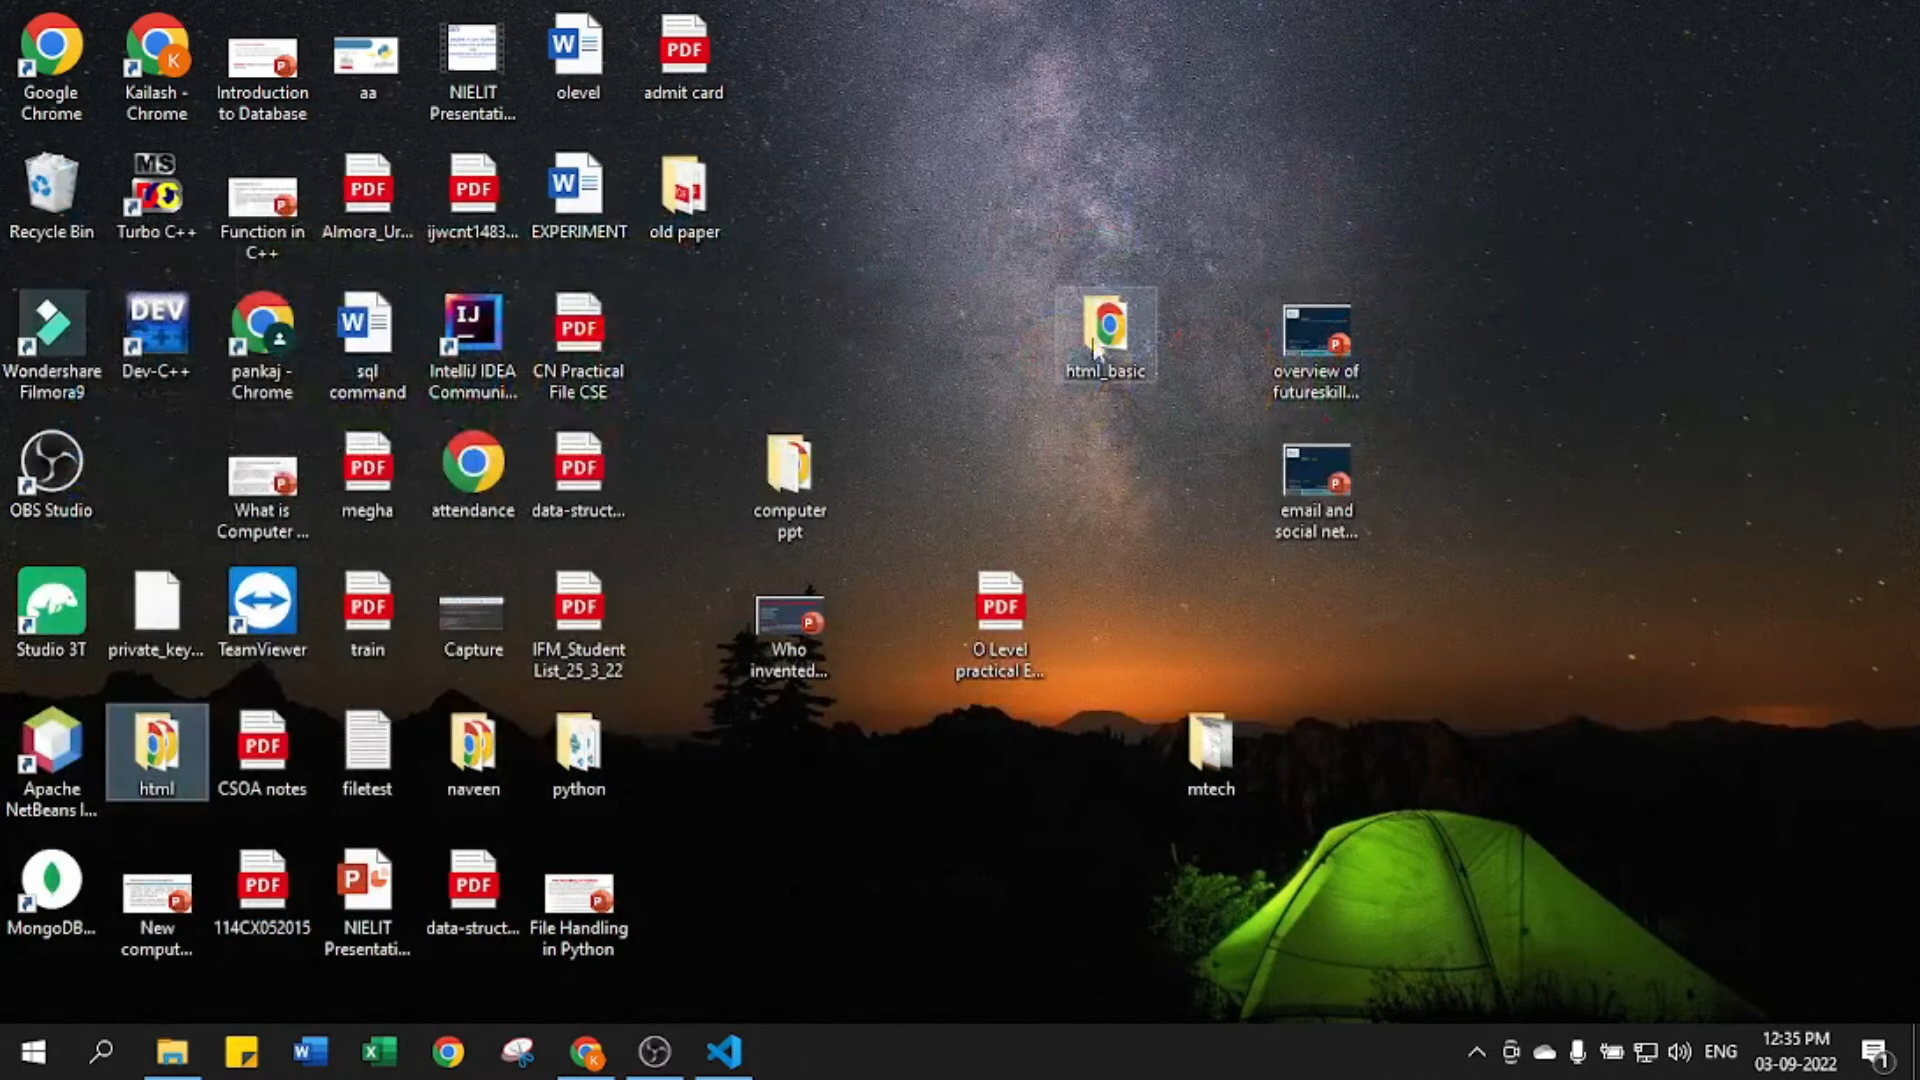 Google
Chrome
Kailash -
Chrome
Introduction
to Database
aa
NIELIT
Presentati...
olevel
PDF
admit card
Recycle Bin
MS
Turbo C++
Function in
C++
PDF
Almora_Ur...
PDF
ijwcnt1483...
EXPERIMENT
old paper
Wondershare
Filmora9
DEV
Dev-C++
pankaj -
Chrome
sql
command
IJ
IntelliJ IDEA
Communi...
PDF
CN Practical
File CSE
html_basic
overview of
futureskill...
OBS Studio
What is
Computer ...
PDF
megha
attendance
PDF
data-struct...
computer
ppt
email and
social net...
Studio 3T
private_key...
TeamViewer
PDF
train
Capture
PDF
IFM_Student
List_25_3_22
Who
invented...
PDF
O Level
practical E...
Apache
NetBeans I...
html
PDF
CSOA notes
filetest
naveen
python
mtech
MongoDB...
New
comput...
PDF
114CX052015
NIELIT
Presentati...
PDF
data-struct...
File Handling
in Python
ENG
12:35 PM
03-09-2022
1